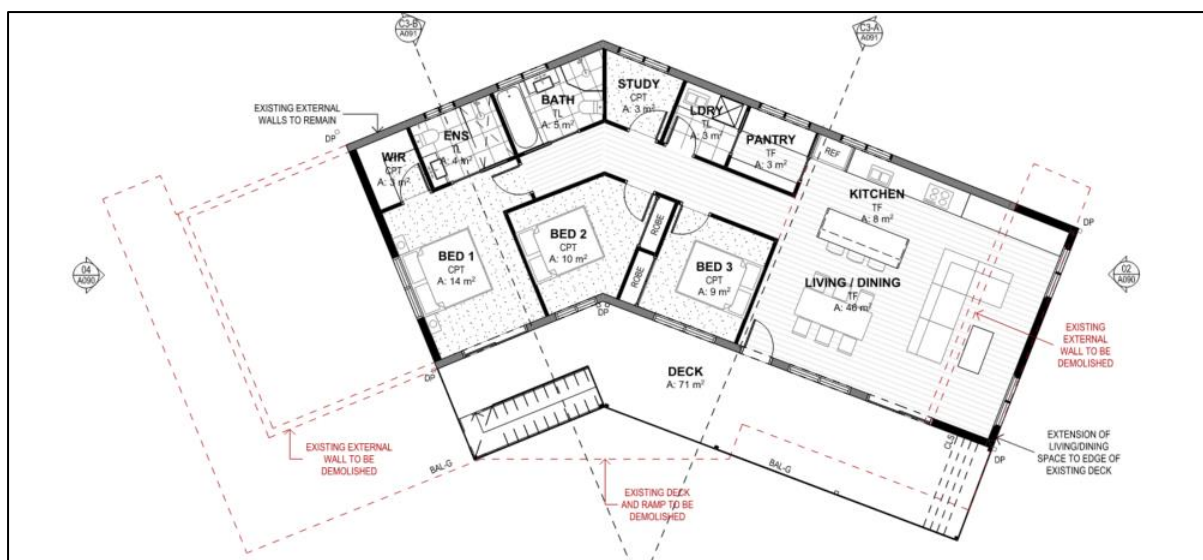 C3-B
A091
C3-A
A091
EXISTING EXTERNAL
WALLS TO REMAIN
DP
WIR
CPT
A: 3 m²
ENS
TL
A: 4 m²
BATH
TL
A: 5 m²
STUDY
CPT
A: 3 m²
LDRY
TL
A: 3 m²
PANTRY
TF
A: 3 m²
REF
KITCHEN
TF
A: 8 m²
DP
04
A090
BED 1
CPT
A: 14 m²
BED 2
CPT
A: 10 m²
ROBE
ROBE
BED 3
CPT
A: 9 m²
LIVING / DINING
TF
A: 46 m²
02
A090
EXISTING
EXTERNAL
WALL TO BE
DEMOLISHED
DP
DP
DECK
A: 71 m²
EXISTING EXTERNAL
WALL TO BE
DEMOLISHED
BAL-G
EXISTING DECK
AND RAMP TO BE
DEMOLISHED
BAL-G
CLS
DP
EXTENSION OF
LIVING/DINING
SPACE TO EDGE OF
EXISTING DECK